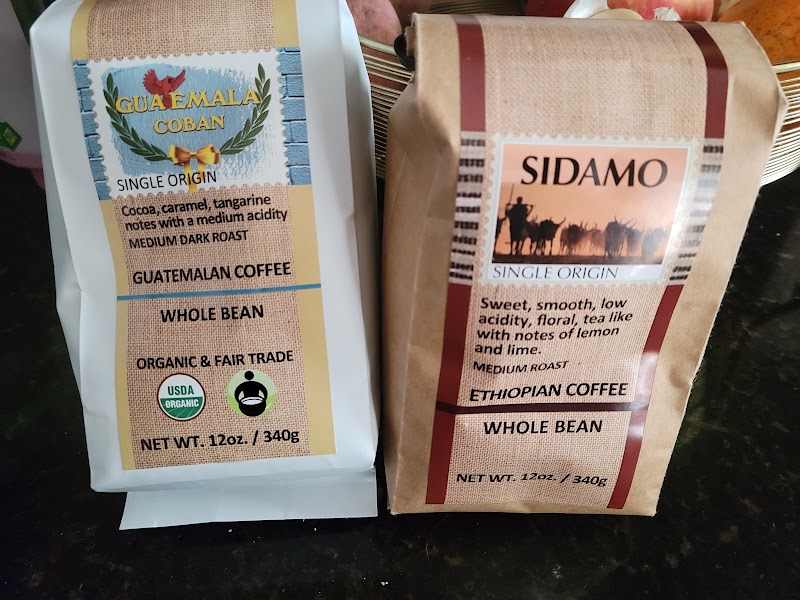 GUATEMALA
COBAN
SINGLE ORIGIN
Cocoa, caramel, tangarine
notes with a medium acidity
MEDIUM DARK ROAST
GUATEMALAN COFFEE
WHOLE BEAN
ORGANIC & FAIR TRADE
USDA
ORGANIC
NET WT. 12oz. / 340g
SIDAMO
SINGLE ORIGIN
Sweet, smooth, low
acidity, floral, tea like
with notes of lemon
and lime.
MEDIUM ROAST
ETHIOPIAN COFFEE
WHOLE BEAN
NET WT. 12oz. / 340g